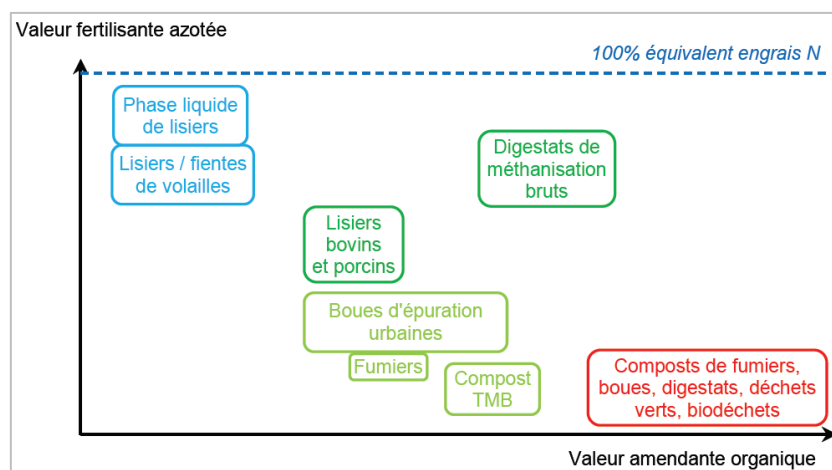 Valeur fertilisante azotée
100% équivalent engrais N
Phase liquide
de lisiers
Lisiers / fientes
de volailles
Digestats de
méthanisation
bruts
Lisiers
bovins
et porcins
Boues d'épuration
urbaines
Fumiers
Compost
TMB
Composts de fumiers,
boues, digestats, déchets
verts, biodéchets
Valeur amendante organique